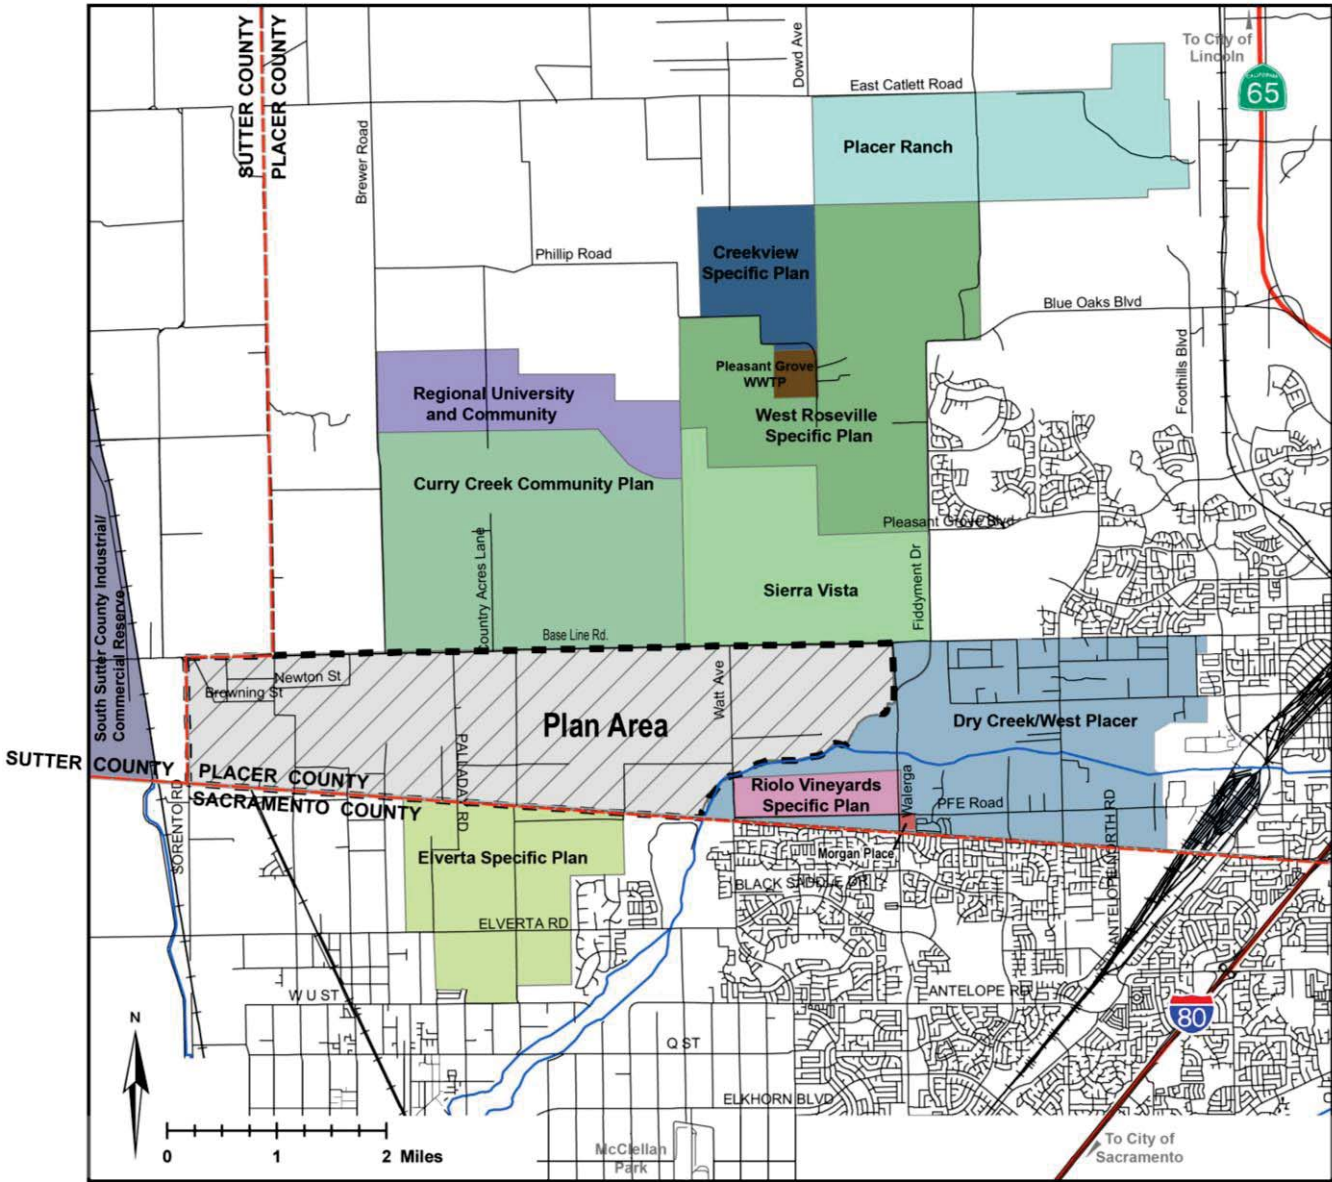 To City of
Lincoln
CALIFORNIA
65
SUTTER COUNTY
PLACER COUNTY
Dowd Ave
East Catlett Road
Brewer Road
Placer Ranch
Phillip Road
Creekview
Specific Plan
Blue Oaks Blvd
Foothills Blvd
Pleasant Grove
WWTP
Regional University
and Community
West Roseville
Specific Plan
Curry Creek Community Plan
Pleasant Grove Blvd
South Sutter County Industrial/
Commercial Reserve
Country Acres Lane
Sierra Vista
Fiddyment Dr
Base Line Rd.
Newton St
Browning St
Watt Ave
Plan Area
Dry Creek/West Placer
PALLADAY RD
SUTTER COUNTY
PLACER COUNTY
SACRAMENTO COUNTY
SORENTO RD
Riolo Vineyards
Specific Plan
Walerga
PFE Road
Morgan Place
ANTELOPE NORTH RD
Elverta Specific Plan
BLACK SADDLE DR
ELVERTA RD
W U ST
ANTELOPE RD
80
N
Q ST
ELKHORN BLVD
0 1 2 Miles
McClellan
Park
To City of
Sacramento